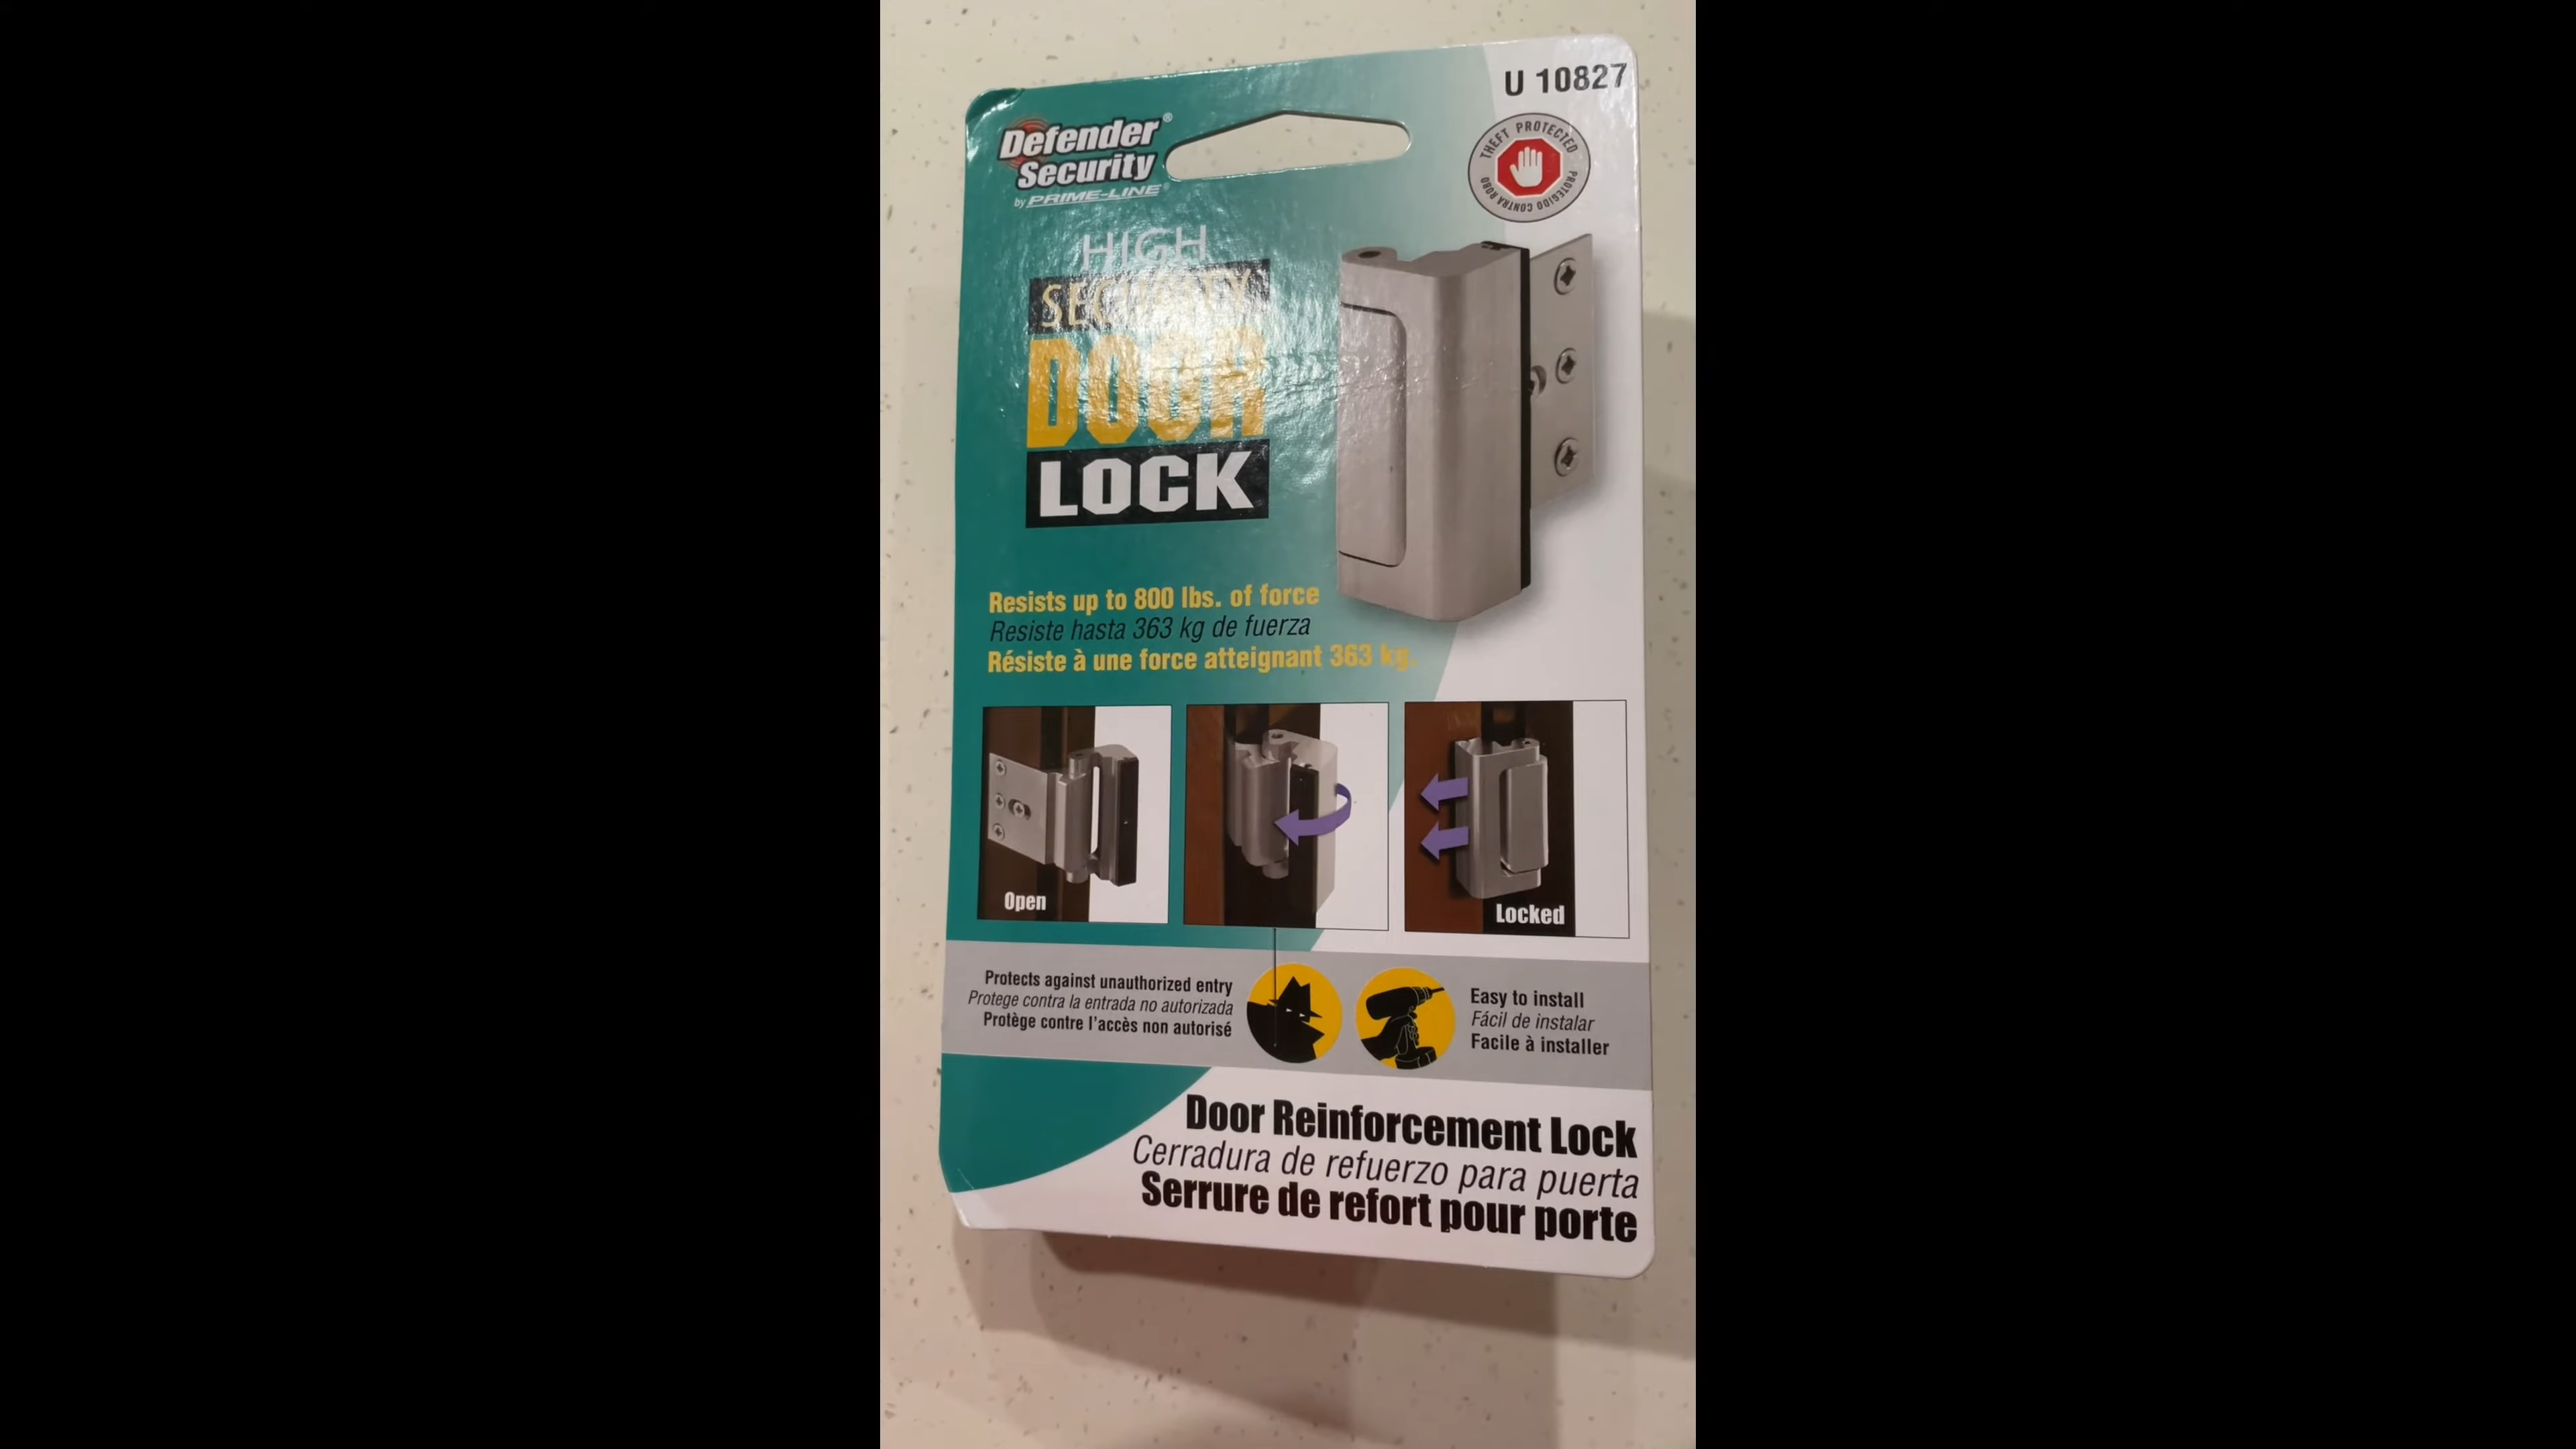 U 10827
Defender®
Security
by PRIME-LINE®
THEFT PROTECTED
PROTEGIDO CONTRA ROBO
HIGH
SECURITY
DOOR
LOCK
Resists up to 800 lbs. of force
Resiste hasta 363 kg de fuerza
Résiste à une force atteignant 363 kg.
Open
Locked
Protects against unauthorized entry
Protege contra la entrada no autorizada
Protège contre l'accès non autorisé
Easy to install
Fácil de instalar
Facile à installer
Door Reinforcement Lock
Cerradura de refuerzo para puerta
Serrure de refort pour porte